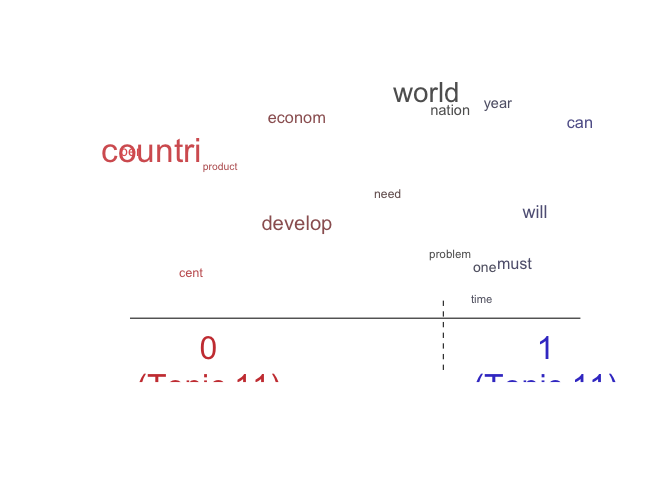 world
nation
year
can
econom
countri
per
product
need
will
develop
problem
one
must
cent
time
0
1
(Topic 11)
(Topic 11)